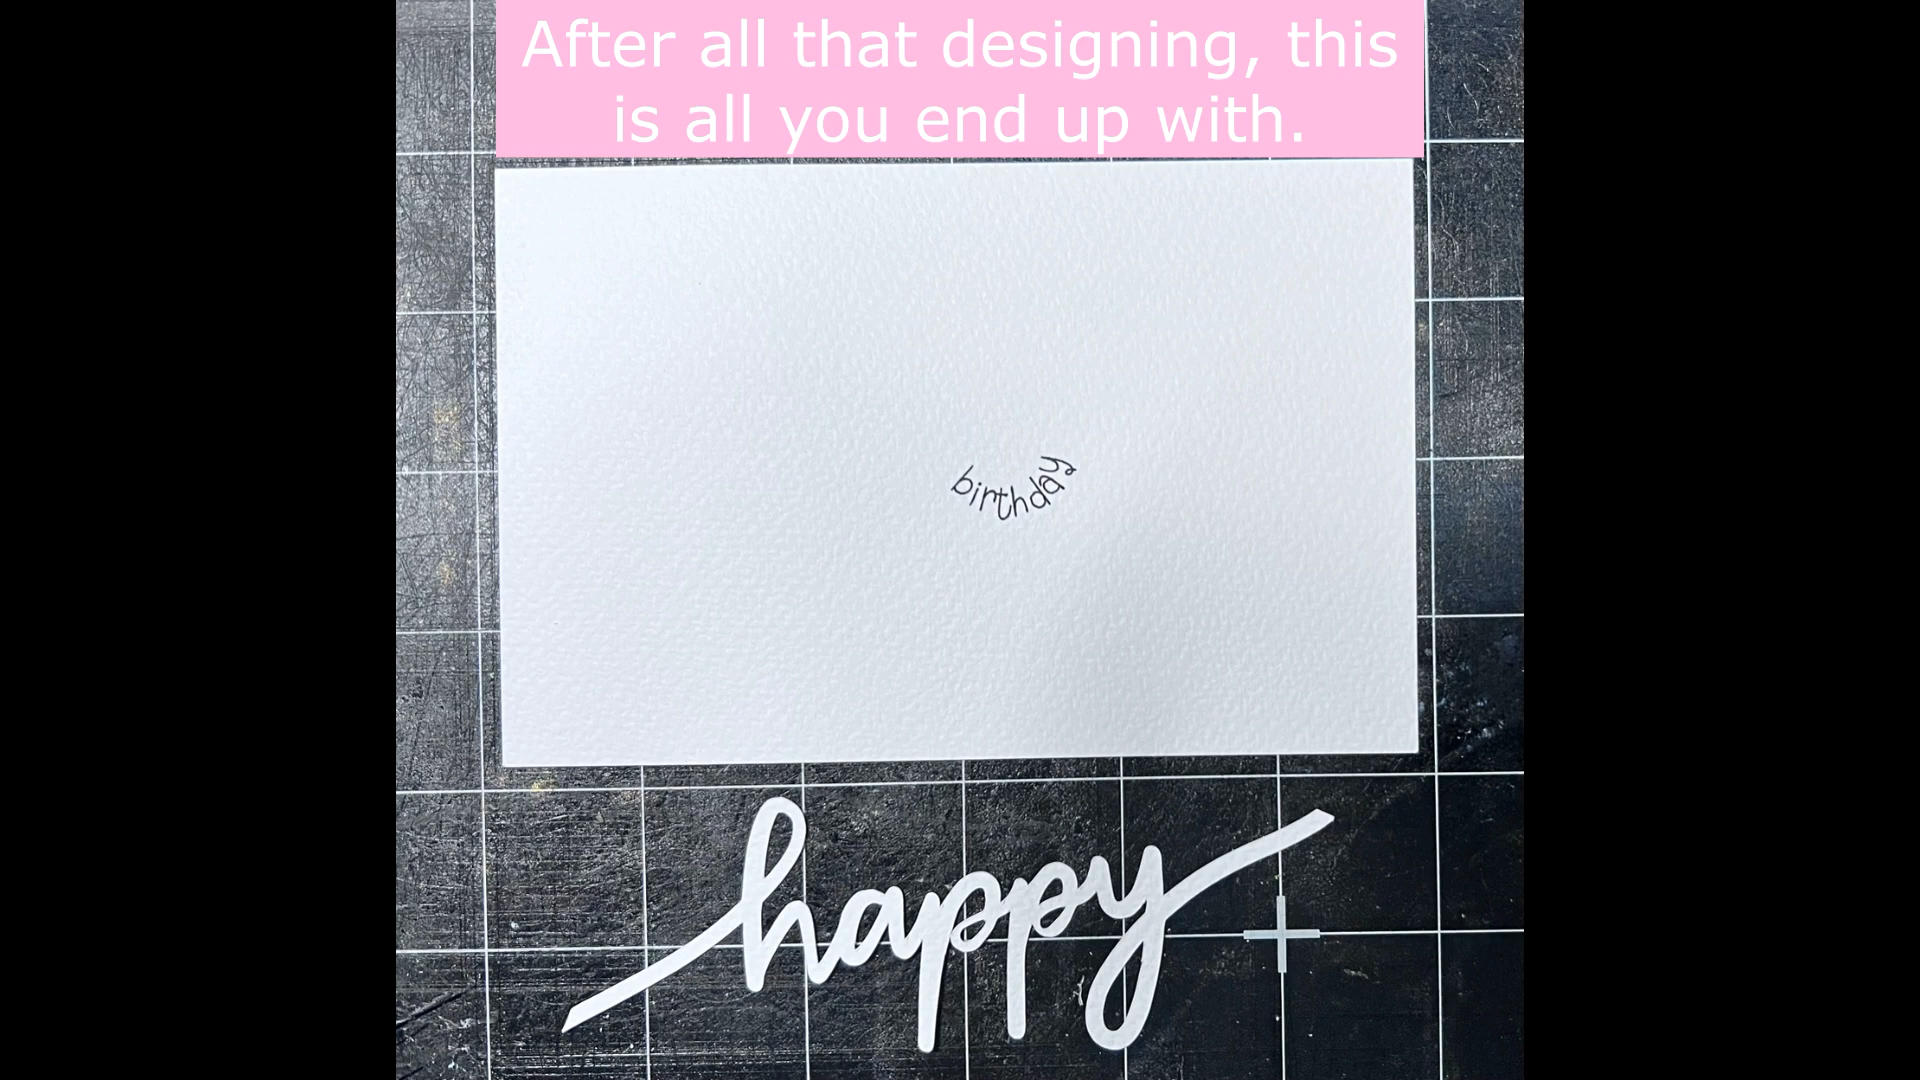 After all that designing, this
is all you end up with.
birthday
happy